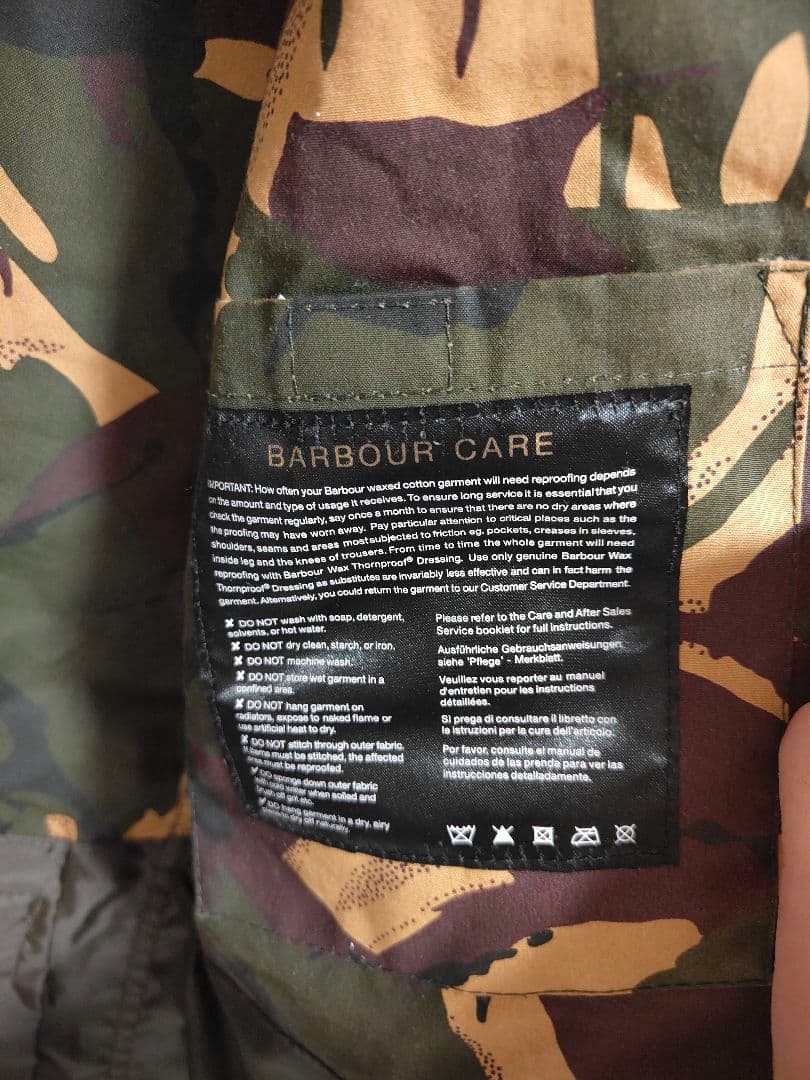 BARBOUR CARE
IMPORTANT: How often your Barbour waxed cotton garment will need reproofing depends
on the amount and type of usage it receives. To ensure long service it is essential that you
check the garment regularly, say once a month to ensure that there are no dry areas where
the proofing may have worn away. Pay particular attention to critical places such as the
shoulders, seams and areas most subjected to friction eg. pockets, creases in sleeves,
inside leg and the knees of trousers. From time to time the whole garment will need
reproofing with Barbour Wax Thornproof® Dressing. Use only genuine Barbour Wax
Thornproof® Dressing as substitutes are invariably less effective and can in fact harm the
garment. Alternatively, you could return the garment to our Customer Service Department.
✘ DO NOT wash with soap, detergent,
solvents, or hot water.
✘ DO NOT dry clean, starch, or iron.
✘ DO NOT machine wash.
✘ DO NOT store wet garment in a
confined area.
✘ DO NOT hang garment on
radiators, expose to naked flame or
use artificial heat to dry.
✘ DO NOT stitch through outer fabric.
If items must be stitched, the affected
area must be reproofed.
✔ DO sponge down outer fabric
with cold water when soiled and
brush off grit etc.
✔ DO hang garment in a dry, airy
place to dry off naturally.
Please refer to the Care and After Sales
Service booklet for full instructions.
Ausführliche Gebrauchsanweisungen
siehe 'Pflege' - Merkblatt.
Veuillez vous reporter au manuel
d'entretien pour les instructions
détaillées.
Si prega di consultare il libretto con
le istruzioni per la cura dell'articolo.
Por favor, consulte el manual de
cuidados de las prenda para ver las
instrucciones detalladamente.